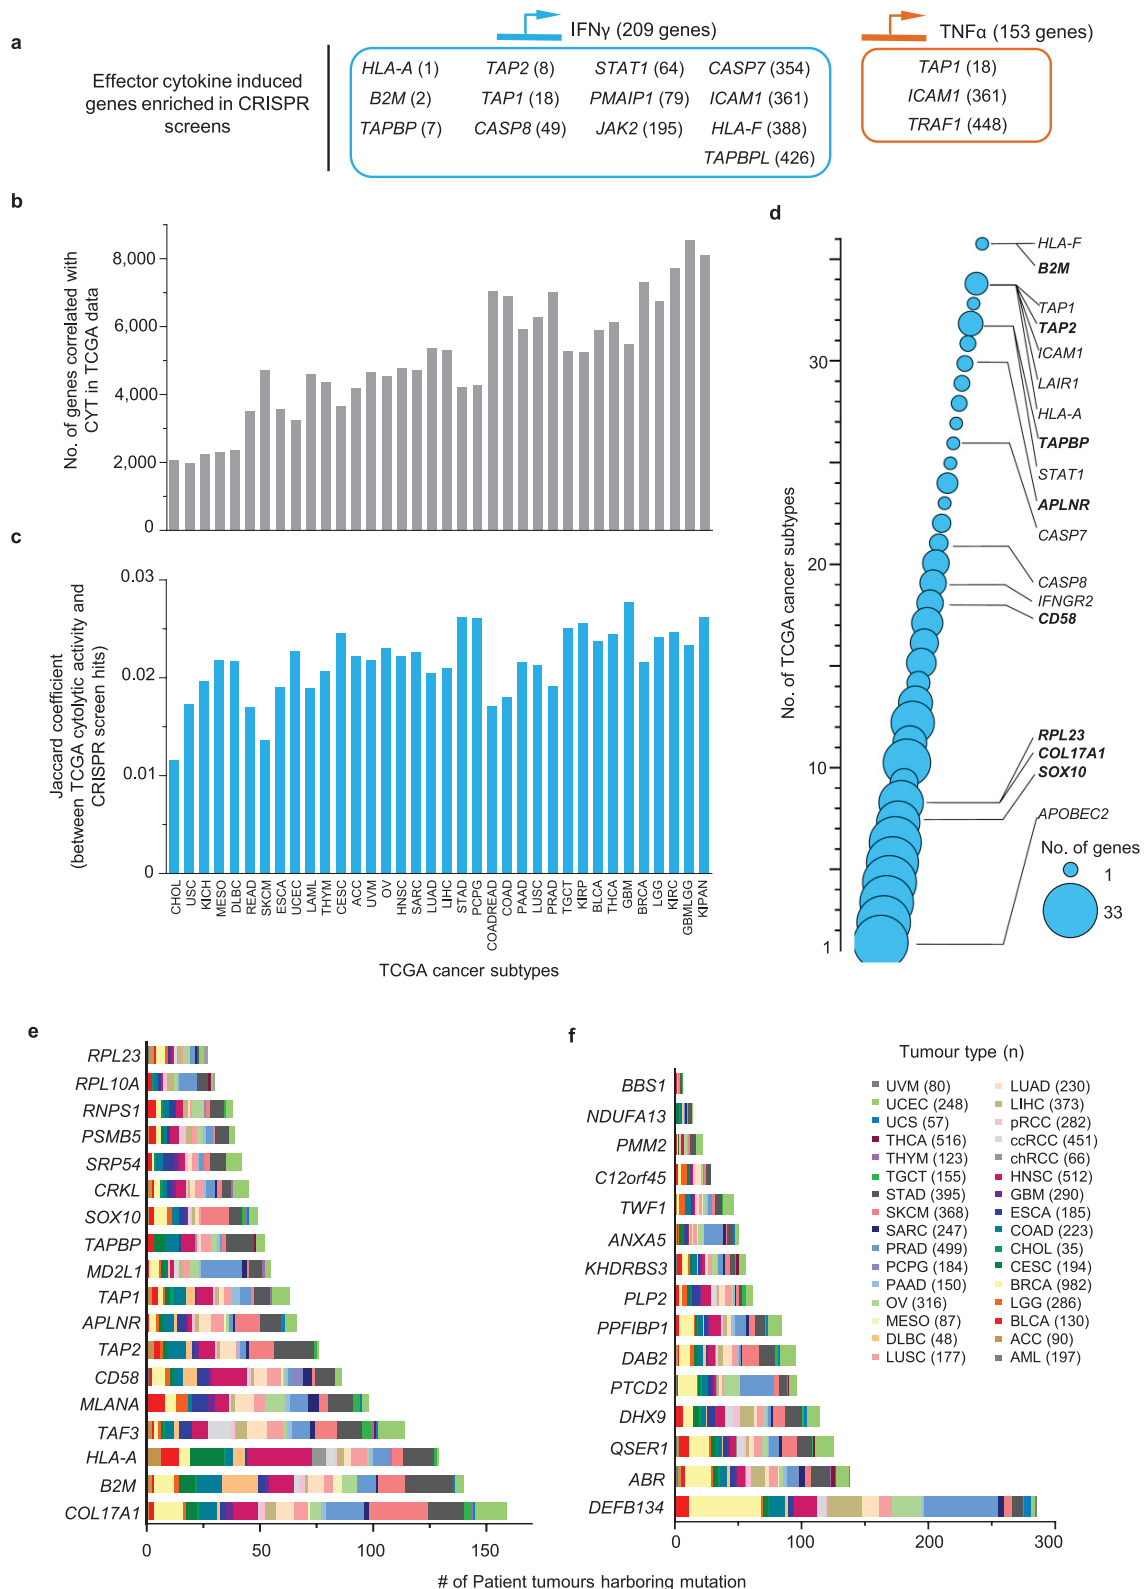 a
IFNγ (209 genes)
TNFα (153 genes)
Effector cytokine induced
genes enriched in CRISPR
screens
HLA-A (1) TAP2 (8) STAT1 (64) CASP7 (354)
B2M (2) TAP1 (18) PMAIP1 (79) ICAM1 (361)
TAPBP (7) CASP8 (49) JAK2 (195) HLA-F (388)
TAPBPL (426)
TAP1 (18)
ICAM1 (361)
TRAF1 (448)
b
No. of genes correlated with
CYT in TCGA data
8,000
6,000
4,000
2,000
0
c
Jaccard coefficient
(between TCGA cytolytic activity and
CRISPR screen hits)
0.03
0.02
0.01
0
CHOL
USC
KICH
MESO
DLBC
READ
SKCM
ESCA
UCEC
LAML
THYM
CESC
ACC
UVM
OV
HNSC
SARC
LUAD
LIHC
STAD
PCPG
COADREAD
COAD
PAAD
LUSC
PRAD
TGCT
KIRP
BLCA
THCA
GBM
BRCA
LGG
KIRC
GBMLGG
KIPAN
TCGA cancer subtypes
d
No. of TCGA cancer subtypes
30
20
10
1
HLA-F
B2M
TAP1
TAP2
ICAM1
LAIR1
HLA-A
TAPBP
STAT1
APLNR
CASP7
CASP8
IFNGR2
CD58
RPL23
COL17A1
SOX10
APOBEC2
No. of genes
1
33
e
RPL23
RPL10A
RNPS1
PSMB5
SRP54
CRKL
SOX10
TAPBP
MD2L1
TAP1
APLNR
TAP2
CD58
MLANA
TAF3
HLA-A
B2M
COL17A1
0 50 100 150
f
BBS1
NDUFA13
PMM2
C12orf45
TWF1
ANXA5
KHDRBS3
PLP2
PPFIBP1
DAB2
PTCD2
DHX9
QSER1
ABR
DEFB134
0 100 200 300
# of Patient tumours harboring mutation
Tumour type (n)
UVM (80) LUAD (230)
UCEC (248) LIHC (373)
UCS (57) pRCC (282)
THCA (516) ccRCC (451)
THYM (123) chRCC (66)
TGCT (155) HNSC (512)
STAD (395) GBM (290)
SKCM (368) ESCA (185)
SARC (247) COAD (223)
PRAD (499) CHOL (35)
PCPG (184) CESC (194)
PAAD (150) BRCA (982)
OV (316) LGG (286)
MESO (87) BLCA (130)
DLBC (48) ACC (90)
LUSC (177) AML (197)